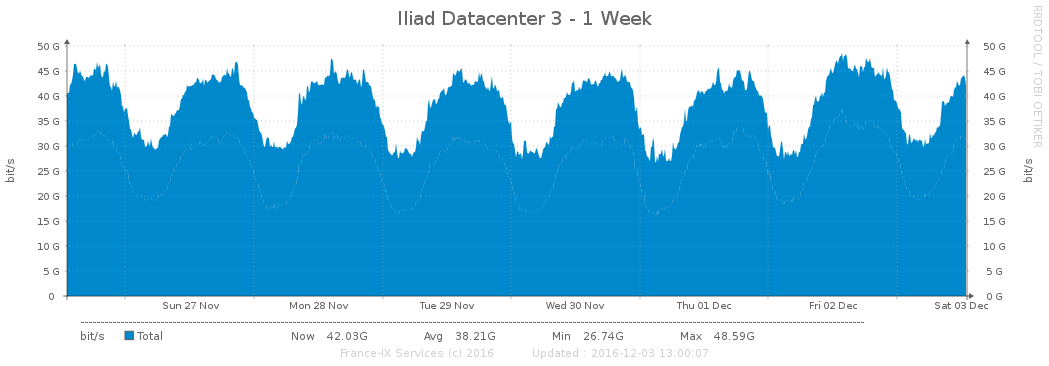 Iliad Datacenter 3 - 1 Week
RRDTOOL / TOBI OETIKER
50 G 50 G
45 G 45 G
40 G 40 G
35 G 35 G
30 G 30 G
25 G 25 G
20 G 20 G
15 G 15 G
10 G 10 G
5 G 5 G
0 0 G
bit/s bit/s
Sun 27 Nov Mon 28 Nov Tue 29 Nov Wed 30 Nov Thu 01 Dec Fri 02 Dec Sat 03 Dec
bit/s Total Now 42.03G Avg 38.21G Min 26.74G Max 48.59G
France-IX Services (c) 2016 Updated : 2016-12-03 13:00:07